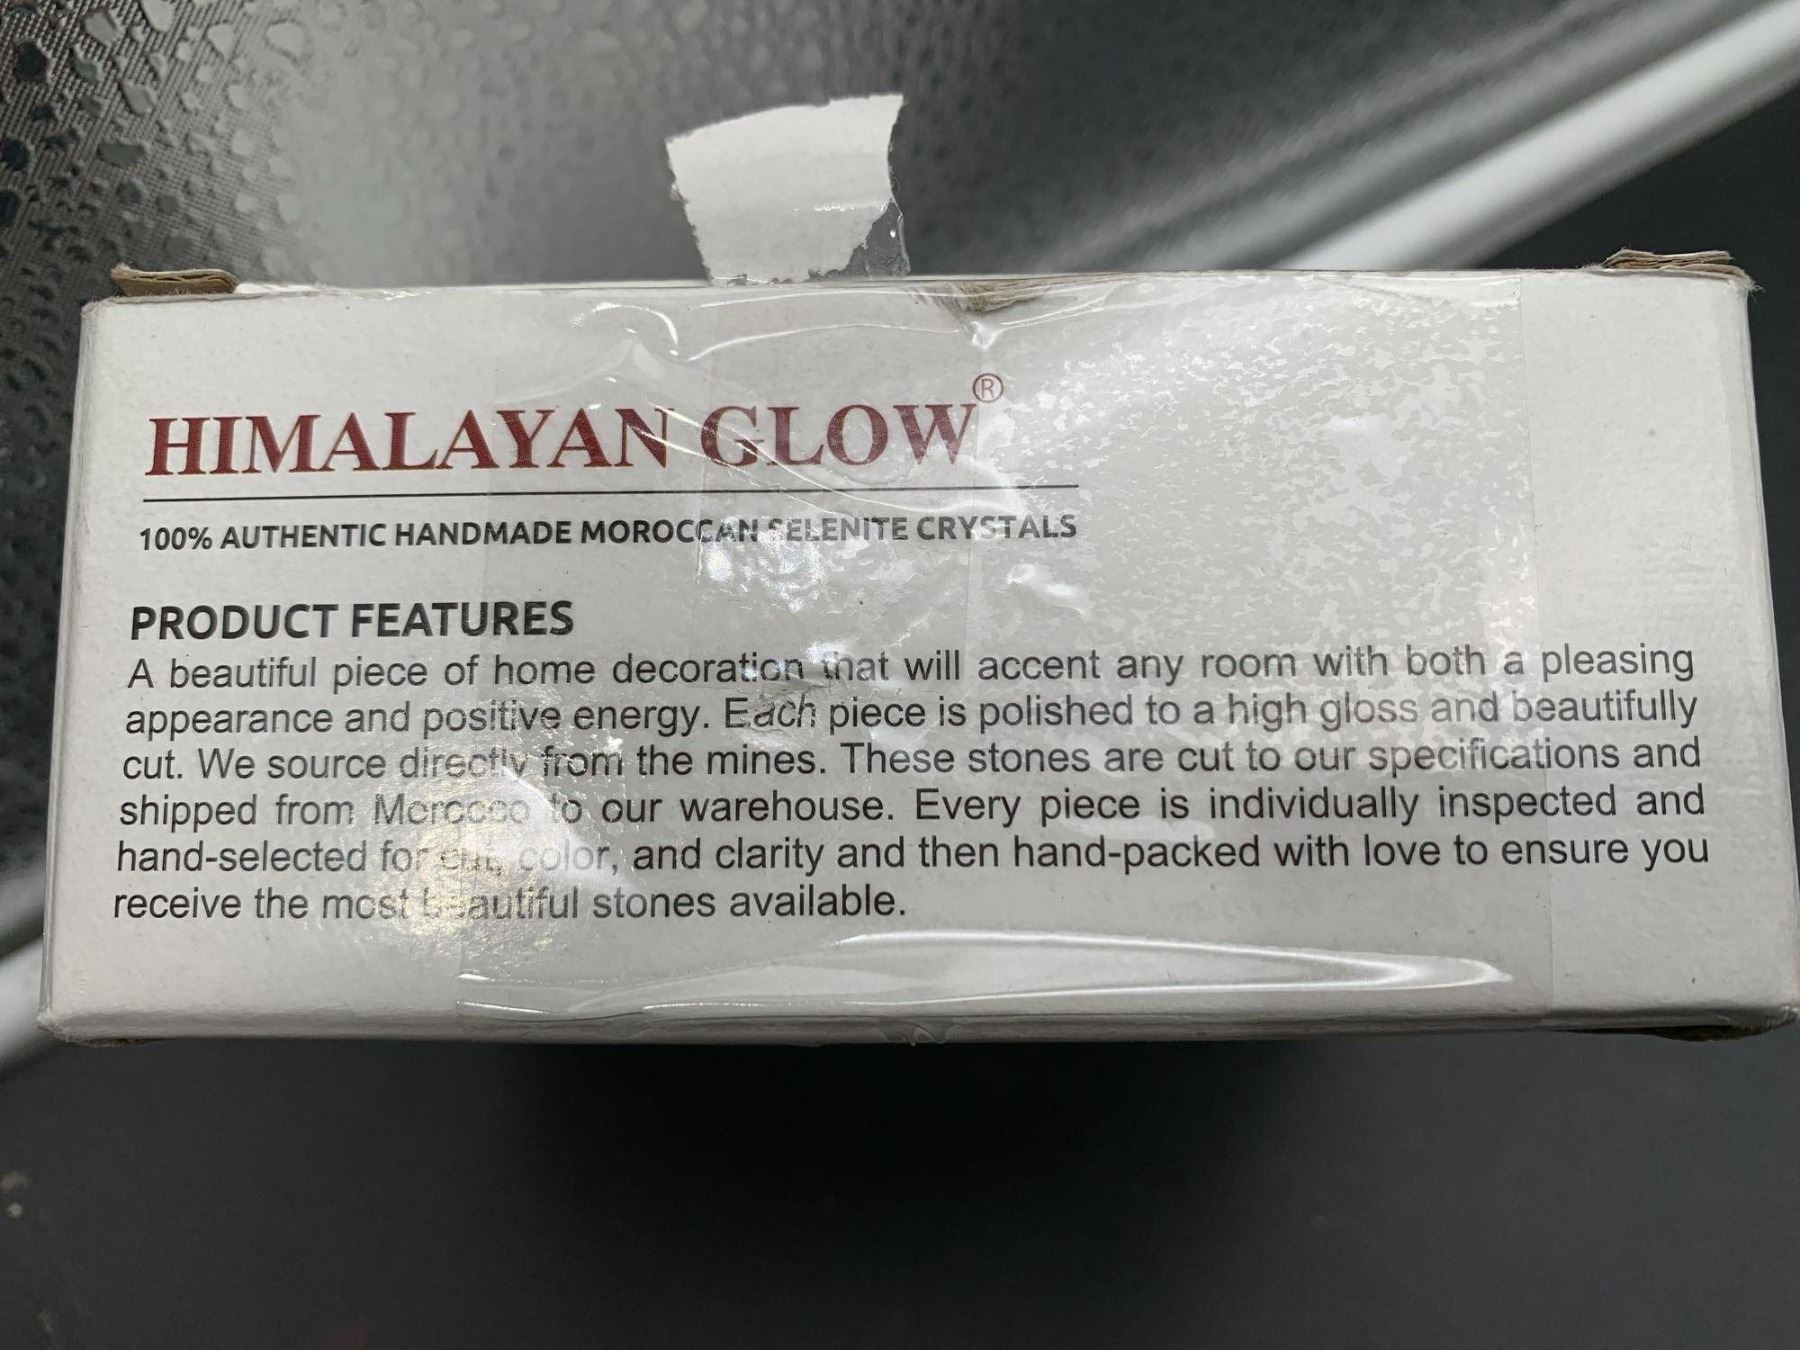 HIMALAYAN GLOW®
100% AUTHENTIC HANDMADE MOROCCAN SELENITE CRYSTALS
PRODUCT FEATURES
A beautiful piece of home decoration that will accent any room with both a pleasing
appearance and positive energy. Each piece is polished to a high gloss and beautifully
cut. We source directly from the mines. These stones are cut to our specifications and
shipped from Morocco to our warehouse. Every piece is individually inspected and
hand-selected for cut, color, and clarity and then hand-packed with love to ensure you
receive the most beautiful stones available.